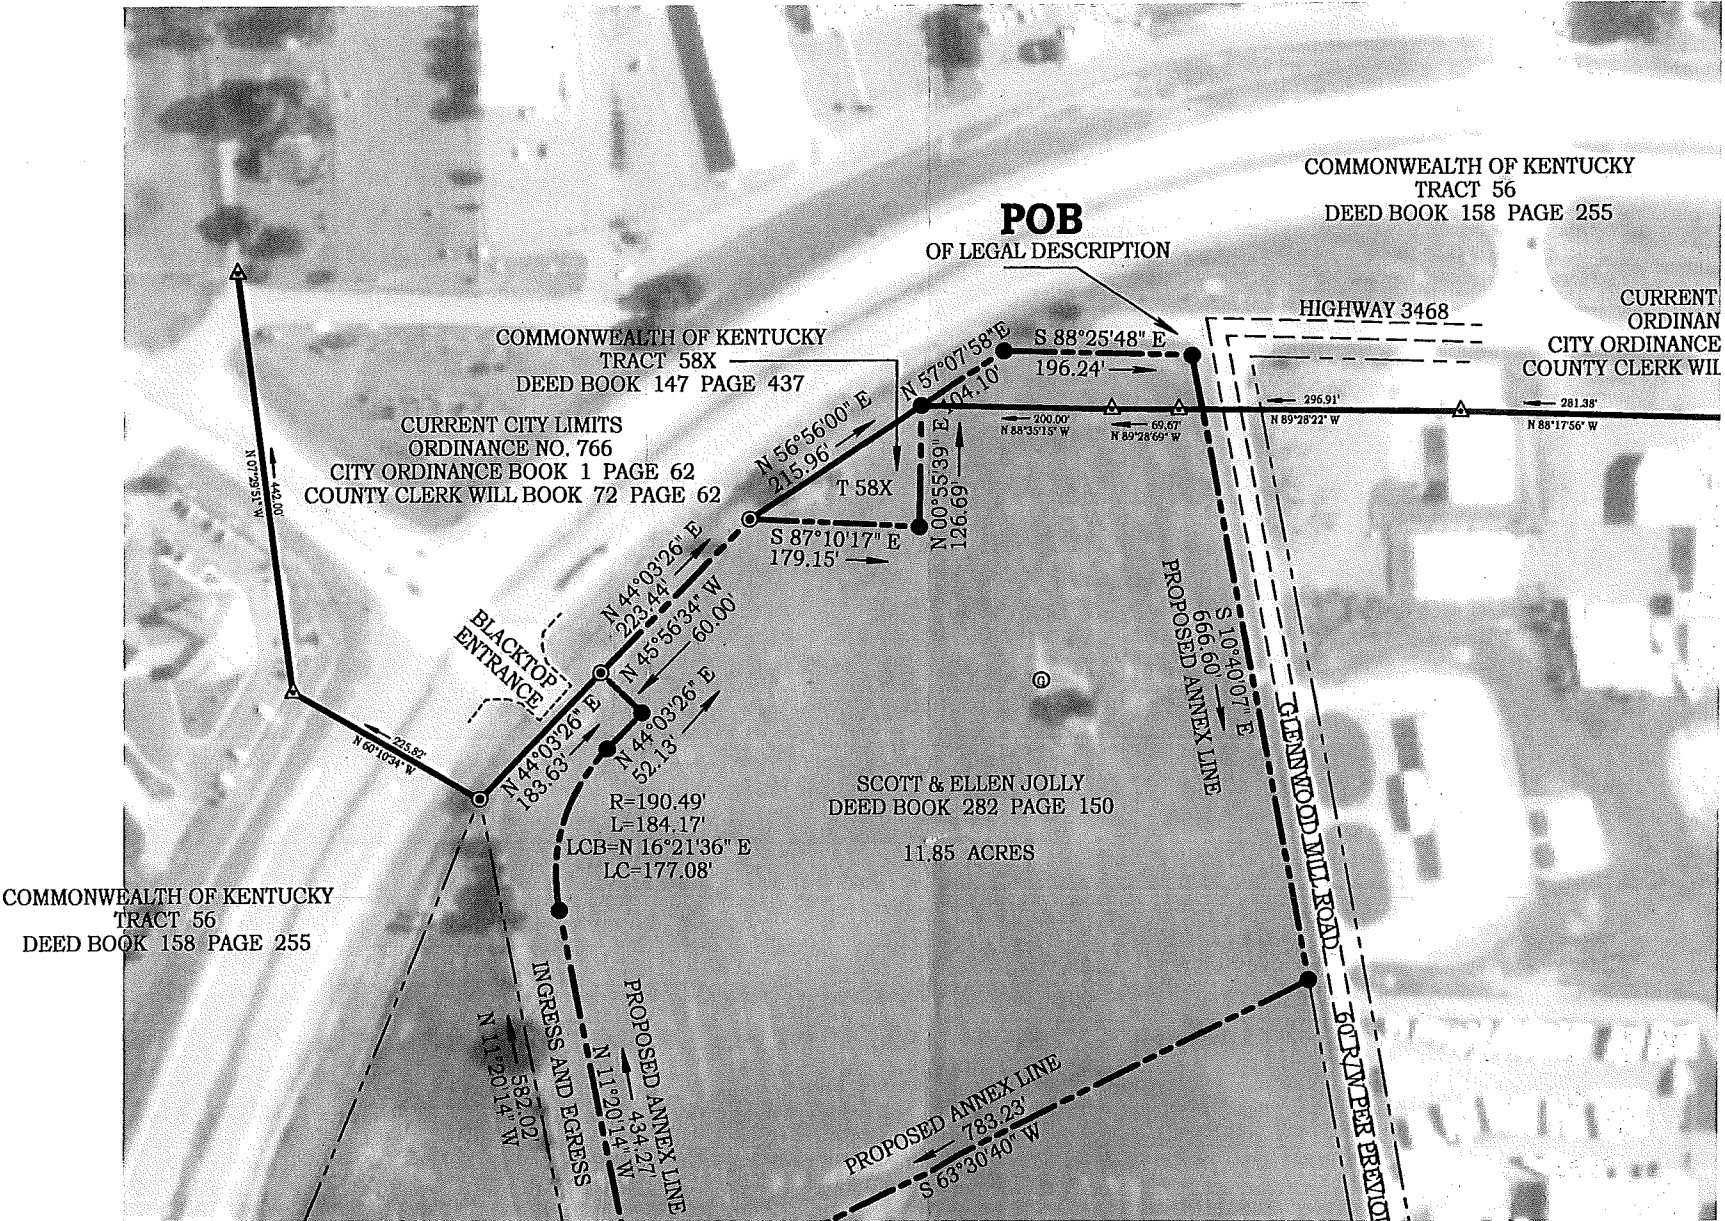 COMMONWEALTH OF KENTUCKY
TRACT 56
DEED BOOK 158 PAGE 255
POB
OF LEGAL DESCRIPTION
HIGHWAY 3468
CURRENT
ORDINAN
CITY ORDINANCE
COUNTY CLERK WIL
COMMONWEALTH OF KENTUCKY
TRACT 58X
DEED BOOK 147 PAGE 437
N 57°07'58"E
104.10'
S 88°25'48" E
196.24'
CURRENT CITY LIMITS
ORDINANCE NO. 766
CITY ORDINANCE BOOK 1 PAGE 62
COUNTY CLERK WILL BOOK 72 PAGE 62
N 56°56'00" E
215.96'
200.00'
N 88°35'15" W
69.67'
N 89°28'69" W
296.91'
N 89°28'22" W
281.38'
N 88°17'56" W
442.00'
N 07°29'51" W
T 58X
N 00°55'39" E
126.69'
S 87°10'17" E
179.15'
N 44°03'26" E
223.44'
N 45°56'34" W
60.00'
BLACKTOP
ENTRANCE
PROPOSED ANNEX LINE
S 10°40'07" E
666.60'
G
225.82'
N 60°10'34" W
N 44°03'26" E
183.63'
N 44°03'26" E
52.13'
R=190.49'
L=184.17'
LCB=N 16°21'36" E
LC=177.08'
SCOTT & ELLEN JOLLY
DEED BOOK 282 PAGE 150
11.85 ACRES
GLENNWOOD MILL ROAD
60' R/W PER PREVIOU
COMMONWEALTH OF KENTUCKY
TRACT 56
DEED BOOK 158 PAGE 255
582.02'
N 11°20'14" W
INGRESS AND EGRESS
PROPOSED ANNEX LINE
434.27'
N 11°20'14" W
PROPOSED ANNEX LINE
783.23'
S 63°30'40" W